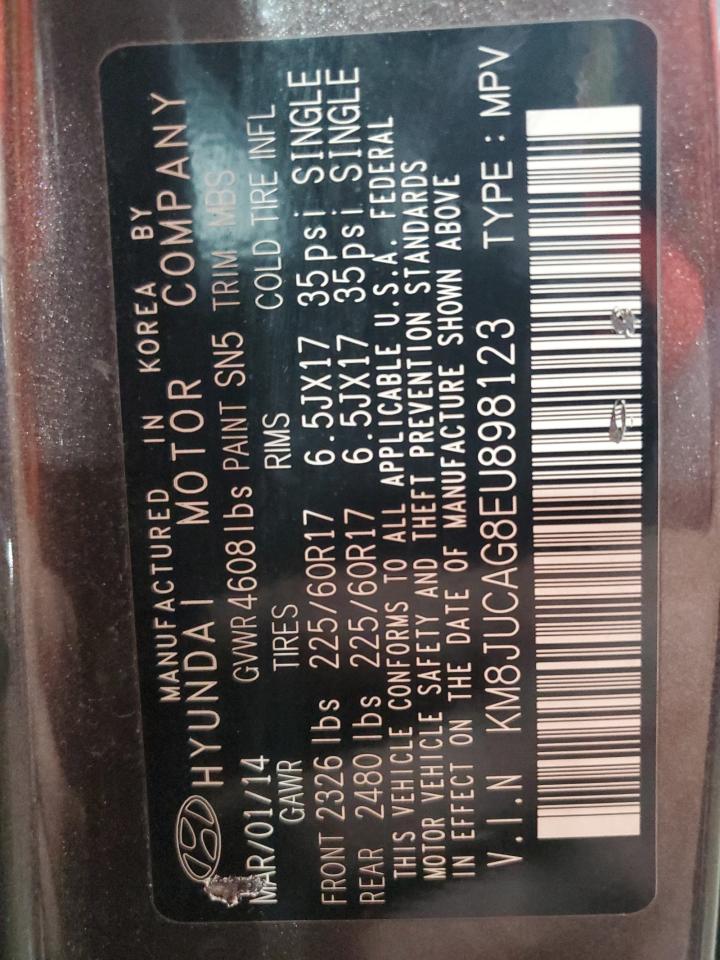 MANUFACTURED IN KOREA BY
HYUNDAI MOTOR COMPANY
MAR/01/14 GVWR 4608 lbs PAINT SN5 TRIM MBS
GAWR TIRES RIMS COLD TIRE INFL
FRONT 2326 lbs 225/60R17 6.5JX17 35psi SINGLE
REAR 2480 lbs 225/60R17 6.5JX17 35psi SINGLE
THIS VEHICLE CONFORMS TO ALL APPLICABLE U.S.A. FEDERAL
MOTOR VEHICLE SAFETY AND THEFT PREVENTION STANDARDS
IN EFFECT ON THE DATE OF MANUFACTURE SHOWN ABOVE
V.I.N KM8JUCAG8EU898123 TYPE : MPV